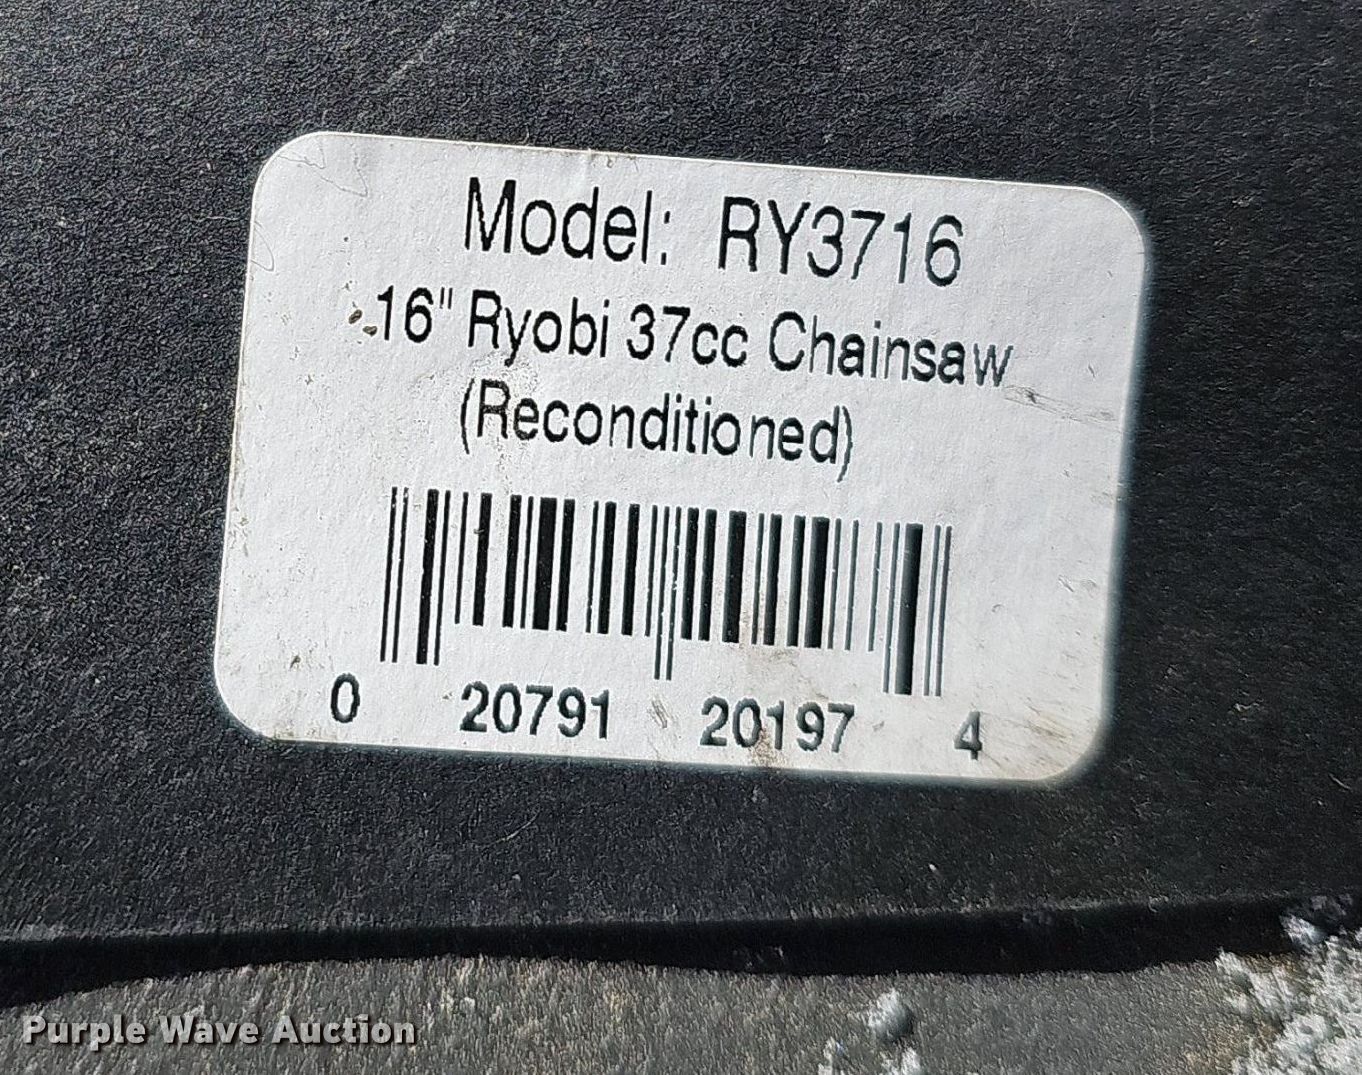 Model: RY3716
16" Ryobi 37cc Chainsaw
(Reconditioned)
0 20791 20197 4
Purple Wave Auction